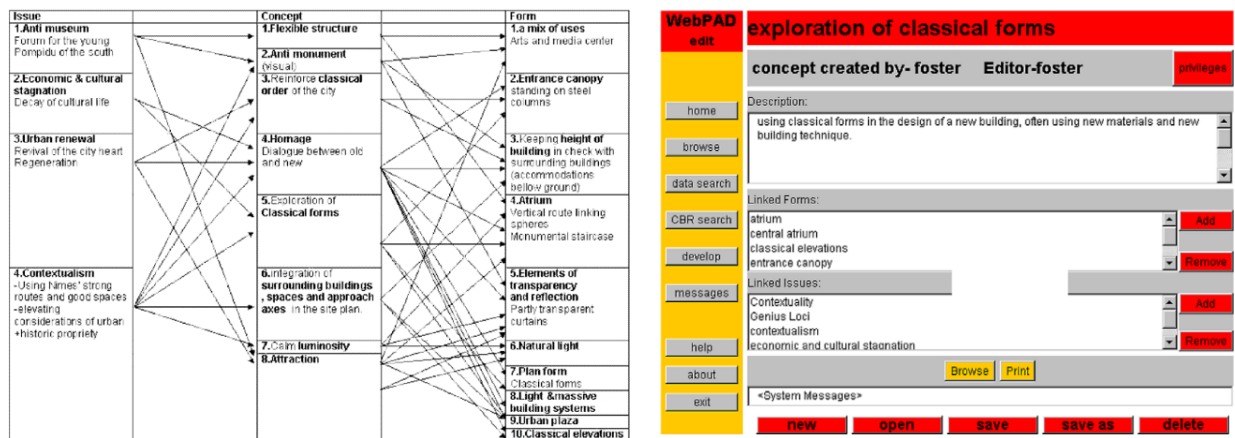 Issue
1.Anti museum
Forum for the young
Pompidu of the south
2.Economic & cultural
stagnation
Decay of cultural life
3.Urban renewal
Revival of the city heart
Regeneration
4.Contextualism
-Using Nimes' strong
routes and good spaces
-elevating
considerations of urban
+historic propriety
Concept
1.Flexible structure
2.Anti monument
(visual)
3.Reinforce classical
order of the city
4.Homage
Dialogue between old
and new
5.Exploration of
Classical forms
6.integration of
surrounding buildings
, spaces and approach
axes in the site plan.
7.Calm luminosity
8.Attraction
Form
1.a mix of uses
Arts and media center
2.Entrance canopy
standing on steel
columns
3.Keeping height of
building in check with
surrounding buildings
(accommodations
bellow ground)
4.Atrium
Vertical route linking
spheres
Monumental staircase
5.Elements of
transparency
and reflection
Partly transparent
curtains
6.Natural light
7.Plan form
Classical forms
8.Light &massive
building systems
9.Urban plaza
10.Classical elevations
WebPAD
edit
home
browse
data search
CBR search
develop
messages
help
about
exit
exploration of classical forms
concept created by- foster Editor-foster
privileges
Description:
using classical forms in the design of a new building, often using new materials and new
building technique.
Linked Forms:
atrium
central atrium
classical elevations
entrance canopy
Add
Remove
Linked Issues:
Contextuality
Genius Loci
contextualism
economic and cultural stagnation
Add
Remove
Browse Print
<System Messages>
new open save save as delete